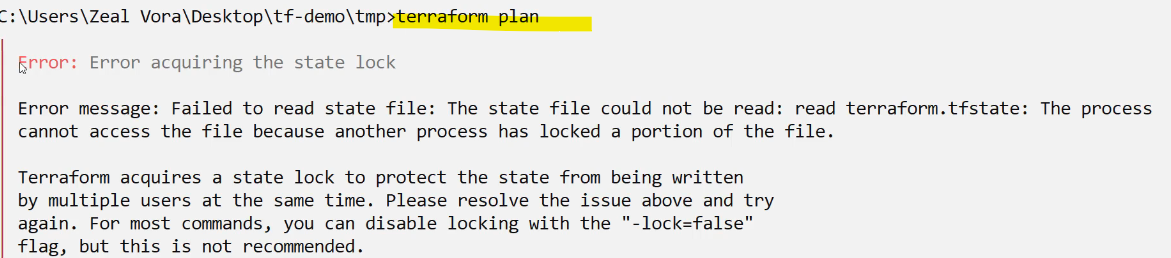 C:\Users\Zeal Vora\Desktop\tf-demo\tmp>terraform plan
Error: Error acquiring the state lock
Error message: Failed to read state file: The state file could not be read: read terraform.tfstate: The process
cannot access the file because another process has locked a portion of the file.
Terraform acquires a state lock to protect the state from being written
by multiple users at the same time. Please resolve the issue above and try
again. For most commands, you can disable locking with the "-lock=false"
flag, but this is not recommended.